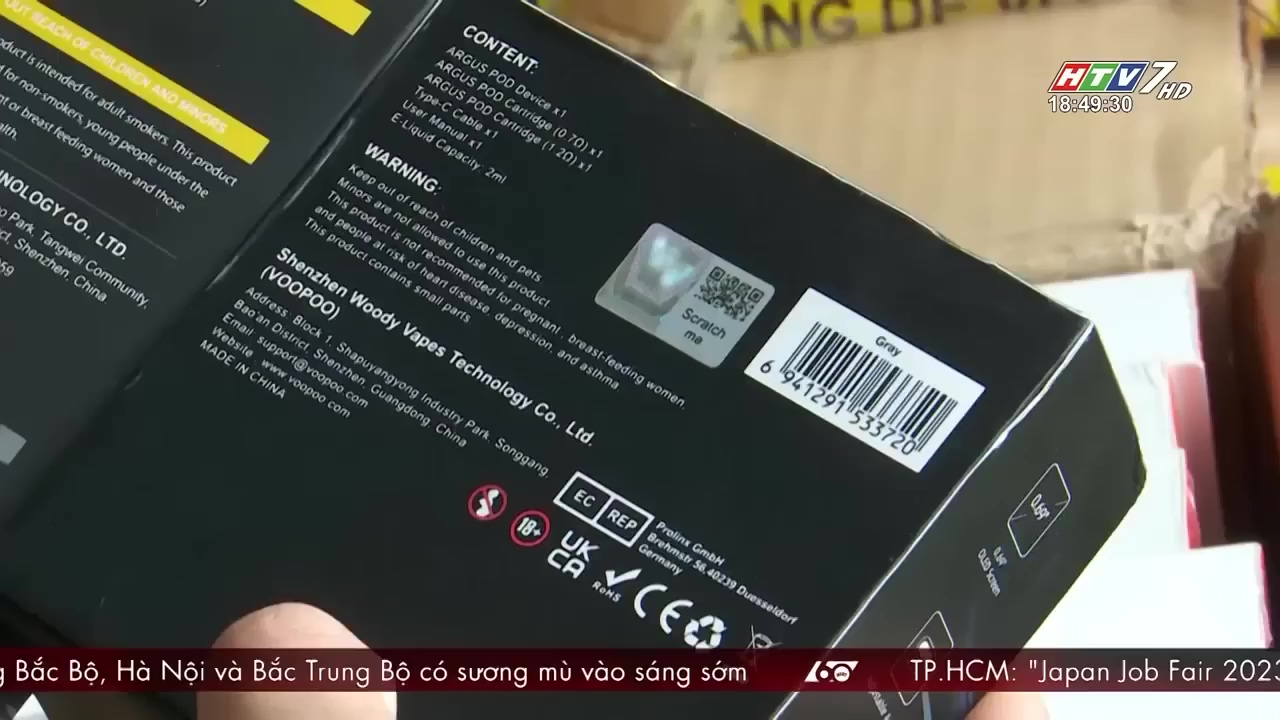 OUT REACH OF CHILDREN AND MINORS
product is intended for adult smokers. This product
for non-smokers, young people under the
or breast feeding women and those
CO., LTD.
Park, Tangwei Community,
Shenzhen, China
CONTENT:
ARGUS POD Device x1
ARGUS POD Cartridge (0.7Ω) x1
ARGUS POD Cartridge (1.2Ω) x1
Type-C Cable x1
User Manual x1
E-Liquid Capacity: 2ml
WARNING:
Keep out of reach of children and pets
Minors are not allowed to use this product
This product is not recommended for pregnant, breast-feeding women,
and people at risk of heart disease, depression, and asthma
This product contains small parts
Shenzhen Woody Vapes Technology Co., Ltd.
(VOOPOO)
Address: Block 1, Shapuyangyong Industry Park, Songgang,
Bao'an District, Shenzhen, Guangdong, China
Email: support@voopoo.com
Website: www.voopoo.com
MADE IN CHINA
Scratch
me
Gray
6 941291 533720
EC REP
Prolinx GmbH
Brehmstr 56,40239 Duesseldorf
Germany
18+
UK
CA
RoHS
CE
0.69"
0.69"
OLED Screen
HTV7 HD
18:49:30
Bắc Bộ, Hà Nội và Bắc Trung Bộ có sương mù vào sáng sớm
60 giây
TP.HCM: "Japan Job Fair 2023